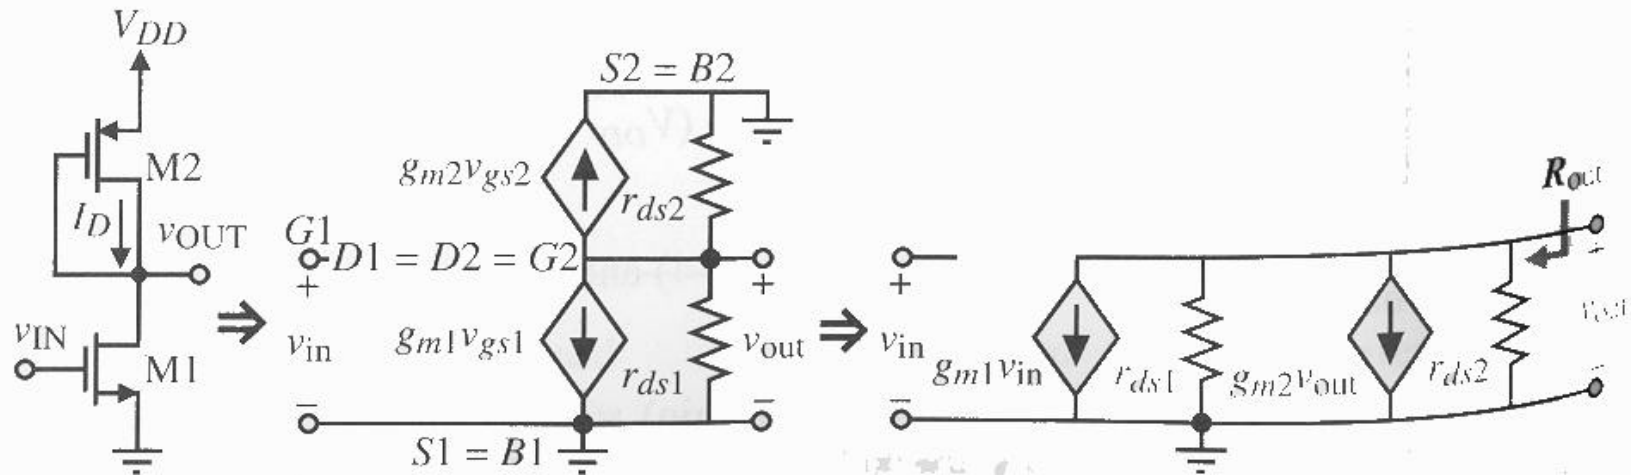 VDD
M2
ID
vOUT
vIN
M1
⇒
S2 = B2
gm2vgs2
rds2
G1
D1 = D2 = G2
+
+
vin
gm1vgs1
vout
rds1
−
−
S1 = B1
⇒
Rout
+
+
vin
gm1vin
rds1
gm2vout
rds2
vout
−
−